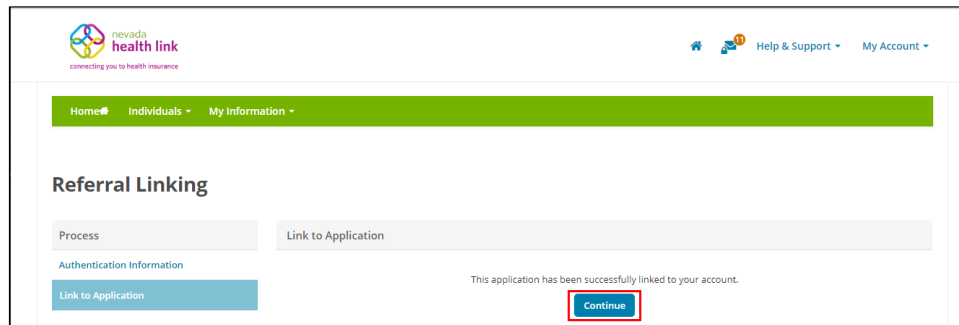 nevada
health link
connecting you to health insurance
11
Help & Support
My Account
Home
Individuals
My Information
Referral Linking
Process
Link to Application
Authentication Information
Link to Application
This application has been successfully linked to your account.
Continue